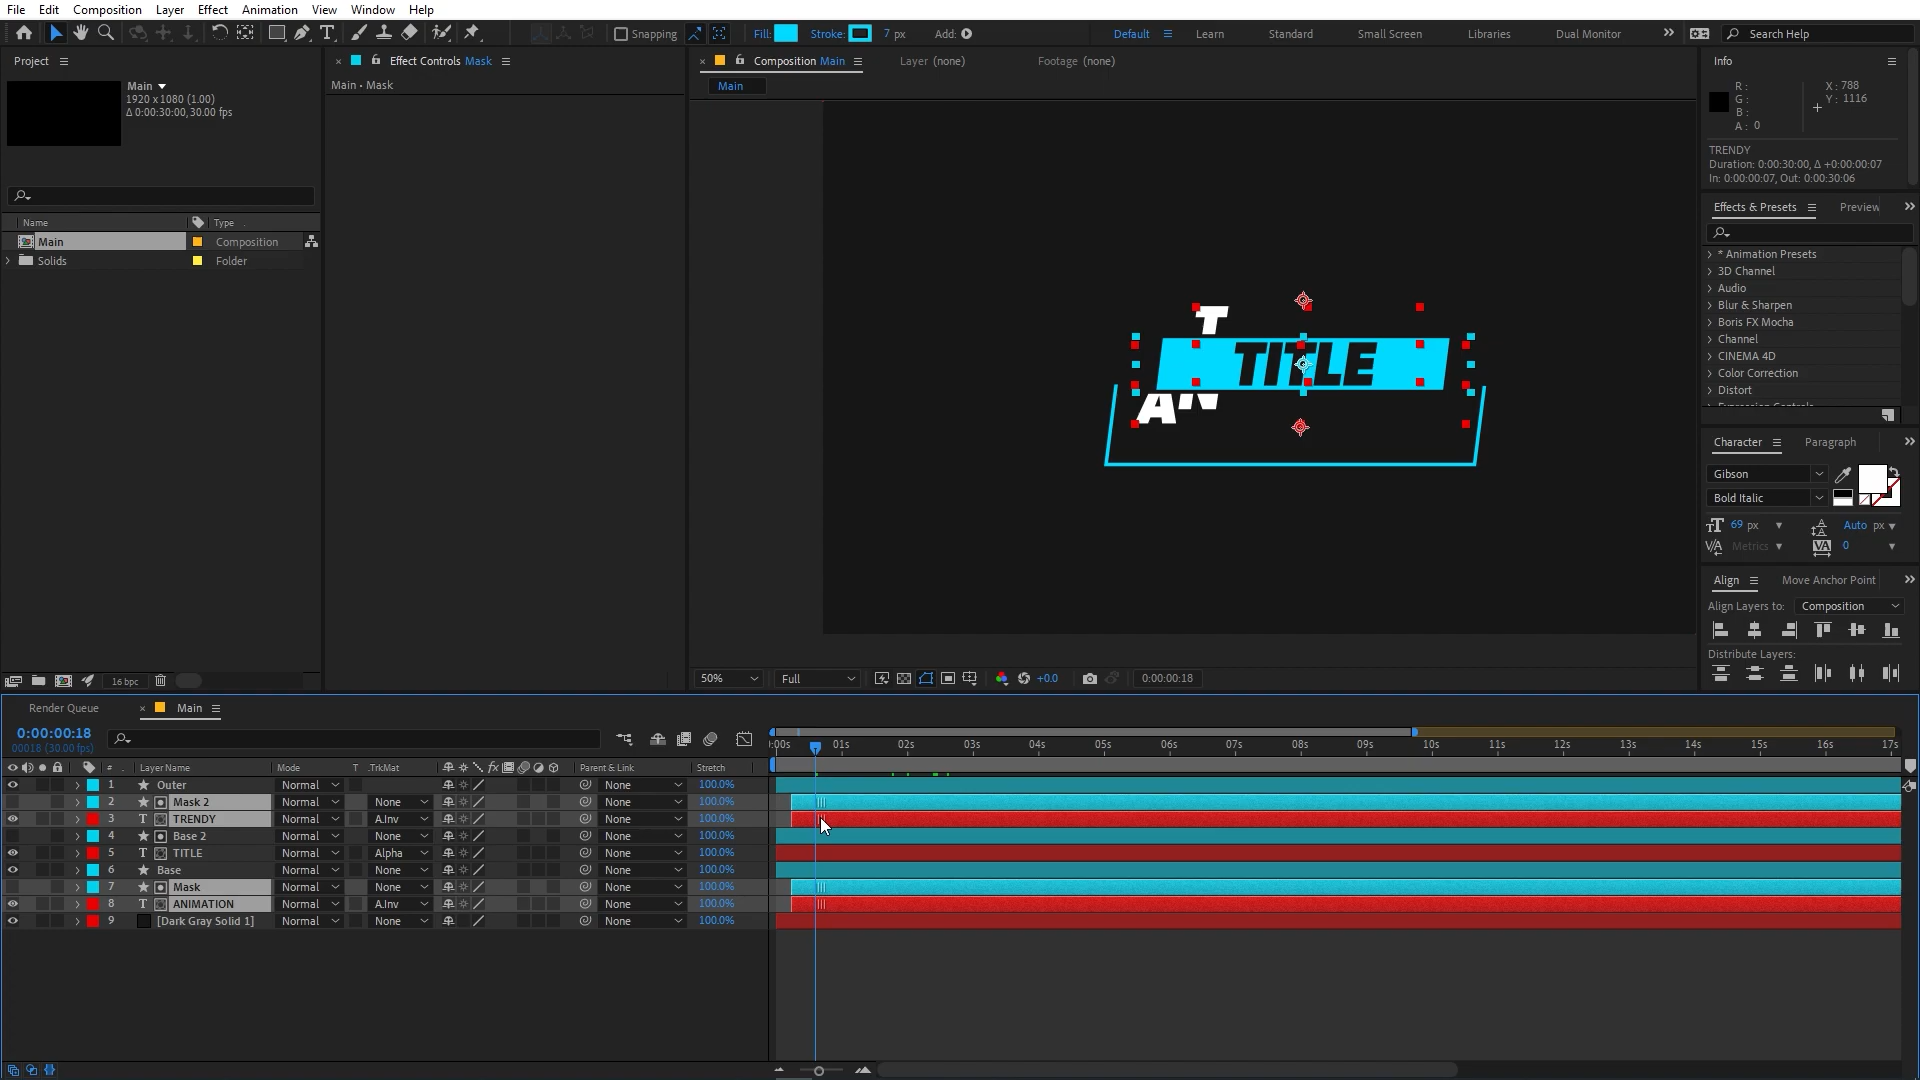 File Edit Composition Layer Effect Animation View Window Help
Snapping Fill: Stroke: 7 px Add: Default Learn Standard Small Screen Libraries Dual Monitor Search Help
Project
Effect Controls Mask
Composition Main
Layer (none)
Footage (none)
Info
Main
1920 x 1080 (1.00)
Δ 0:00:30:00, 30.00 fps
Main • Mask
Main
R :
G :
B :
A : 0
X : 788
Y : 1116
TRENDY
Duration: 0:00:30:00, Δ +0:00:00:07
In: 0:00:00:07, Out: 0:00:30:06
Name Type
Main Composition
Solids Folder
Effects & Presets Preview
* Animation Presets
3D Channel
Audio
Blur & Sharpen
Boris FX Mocha
Channel
CINEMA 4D
Color Correction
Distort
T
TITLE
Character Paragraph
Gibson
Bold Italic
69 px Auto px
Metrics 0
Align Move Anchor Point
Align Layers to: Composition
Distribute Layers:
16 bpc
50% Full +0.0 0:00:00:18
Render Queue Main
0:00:00:18
00018 (30.00 fps)
:00s 01s 02s 03s 04s 05s 06s 07s 08s 09s 10s 11s 12s 13s 14s 15s 16s 17s
# Layer Name Mode T .TrkMat fx Parent & Link Stretch
1 Outer Normal None 100.0%
2 Mask 2 Normal None None 100.0%
3 T TRENDY Normal A.Inv None 100.0%
4 Base 2 Normal None None 100.0%
5 T TITLE Normal Alpha None 100.0%
6 Base Normal None None 100.0%
7 Mask Normal None None 100.0%
8 T ANIMATION Normal A.Inv None 100.0%
9 [Dark Gray Solid 1] Normal None None 100.0%